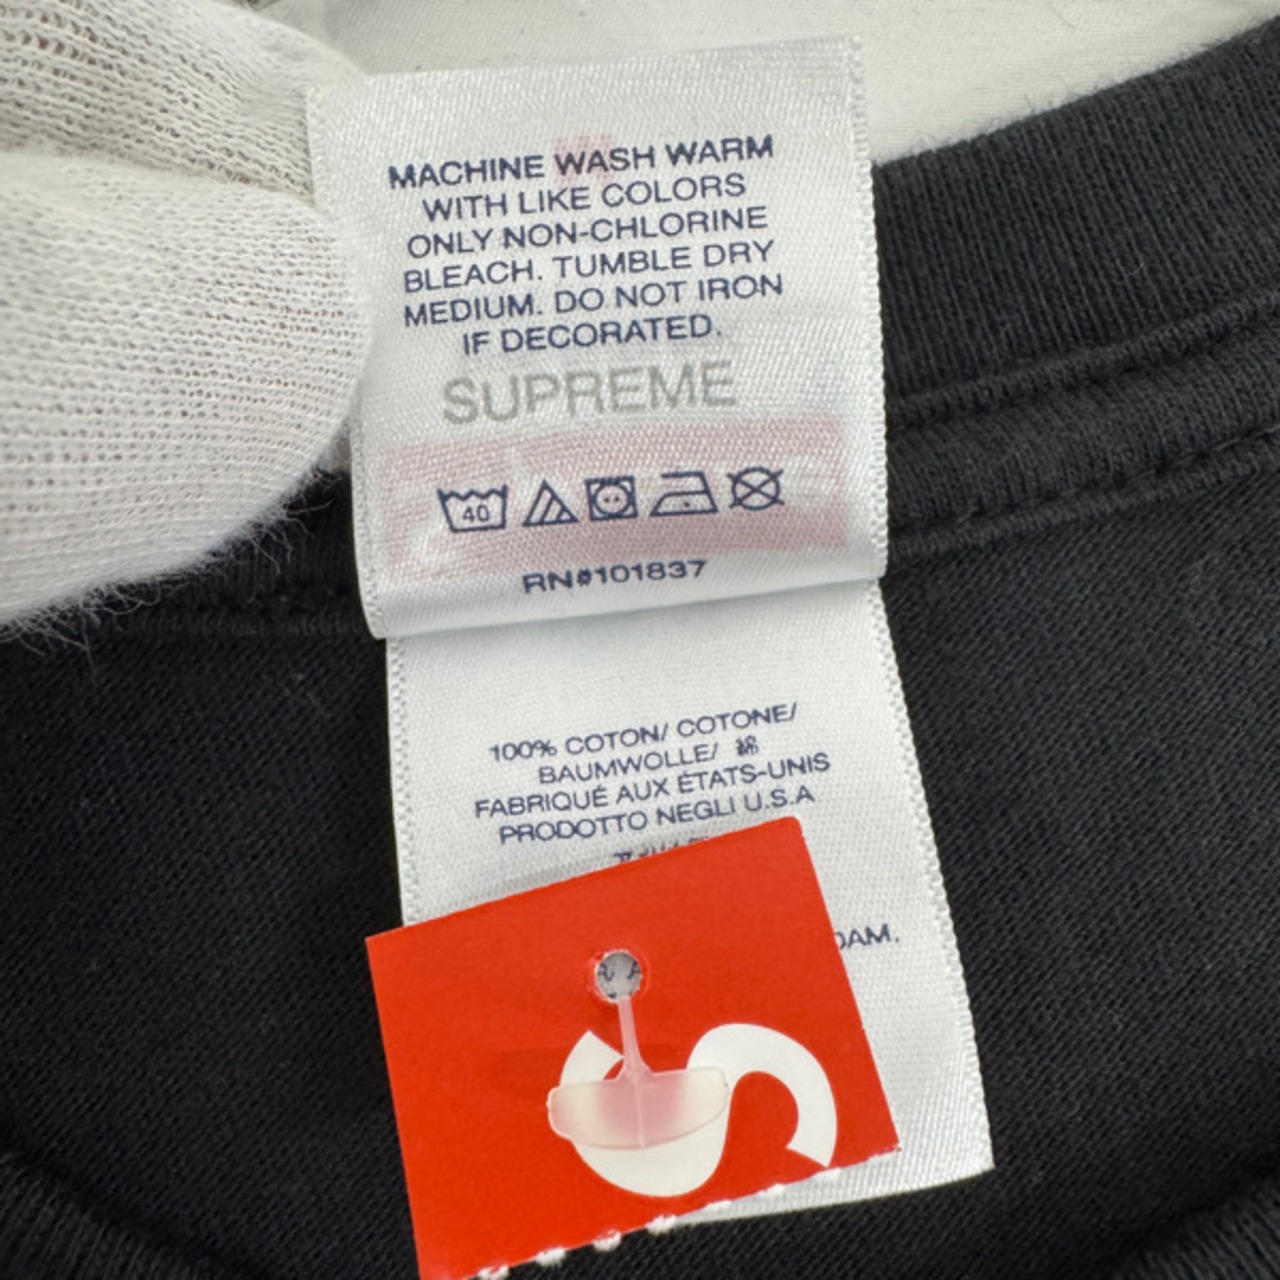 MACHINE WASH WARM
WITH LIKE COLORS
ONLY NON-CHLORINE
BLEACH. TUMBLE DRY
MEDIUM. DO NOT IRON
IF DECORATED.
SUPREME
40
RN#101837
100% COTON/ COTONE/
BAUMWOLLE/ 綿
FABRIQUÉ AUX ÉTATS-UNIS
PRODOTTO NEGLI U.S.A